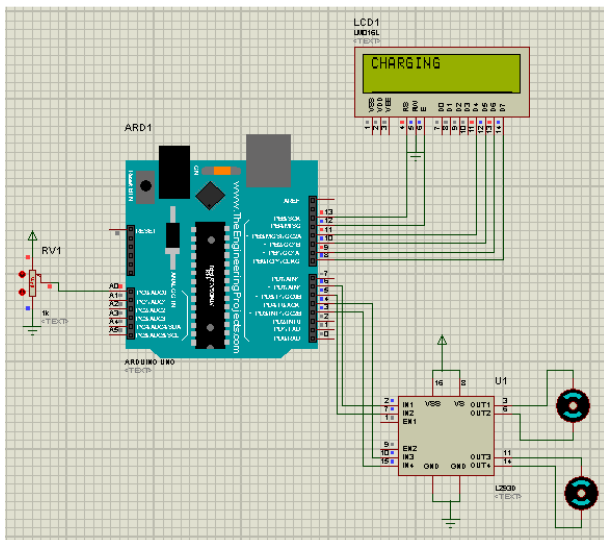 LCD1
LM016L
<TEXT>
CHARGING
VSS
VDD
VEE
RS
RW
E
D0
D1
D2
D3
D4
D5
D6
D7
1
2
3
4
5
6
7
8
9
10
11
12
13
14
ARD1
ON
RESET
AREF
13
12
11
10
9
8
www.TheEngineeringProjects.com
ANALOG IN
RV1
1k
<TEXT>
A0
A1
A2
A3
A4
A5
7
6
5
4
3
2
1
0
ARDUINO UNO
<TEXT>
U1
16
8
VSS
VS
2
7
1
IN1
IN2
EN1
OUT1
OUT2
3
6
9
10
15
EN2
IN3
IN4
OUT3
OUT4
11
14
GND
GND
L293D
<TEXT>